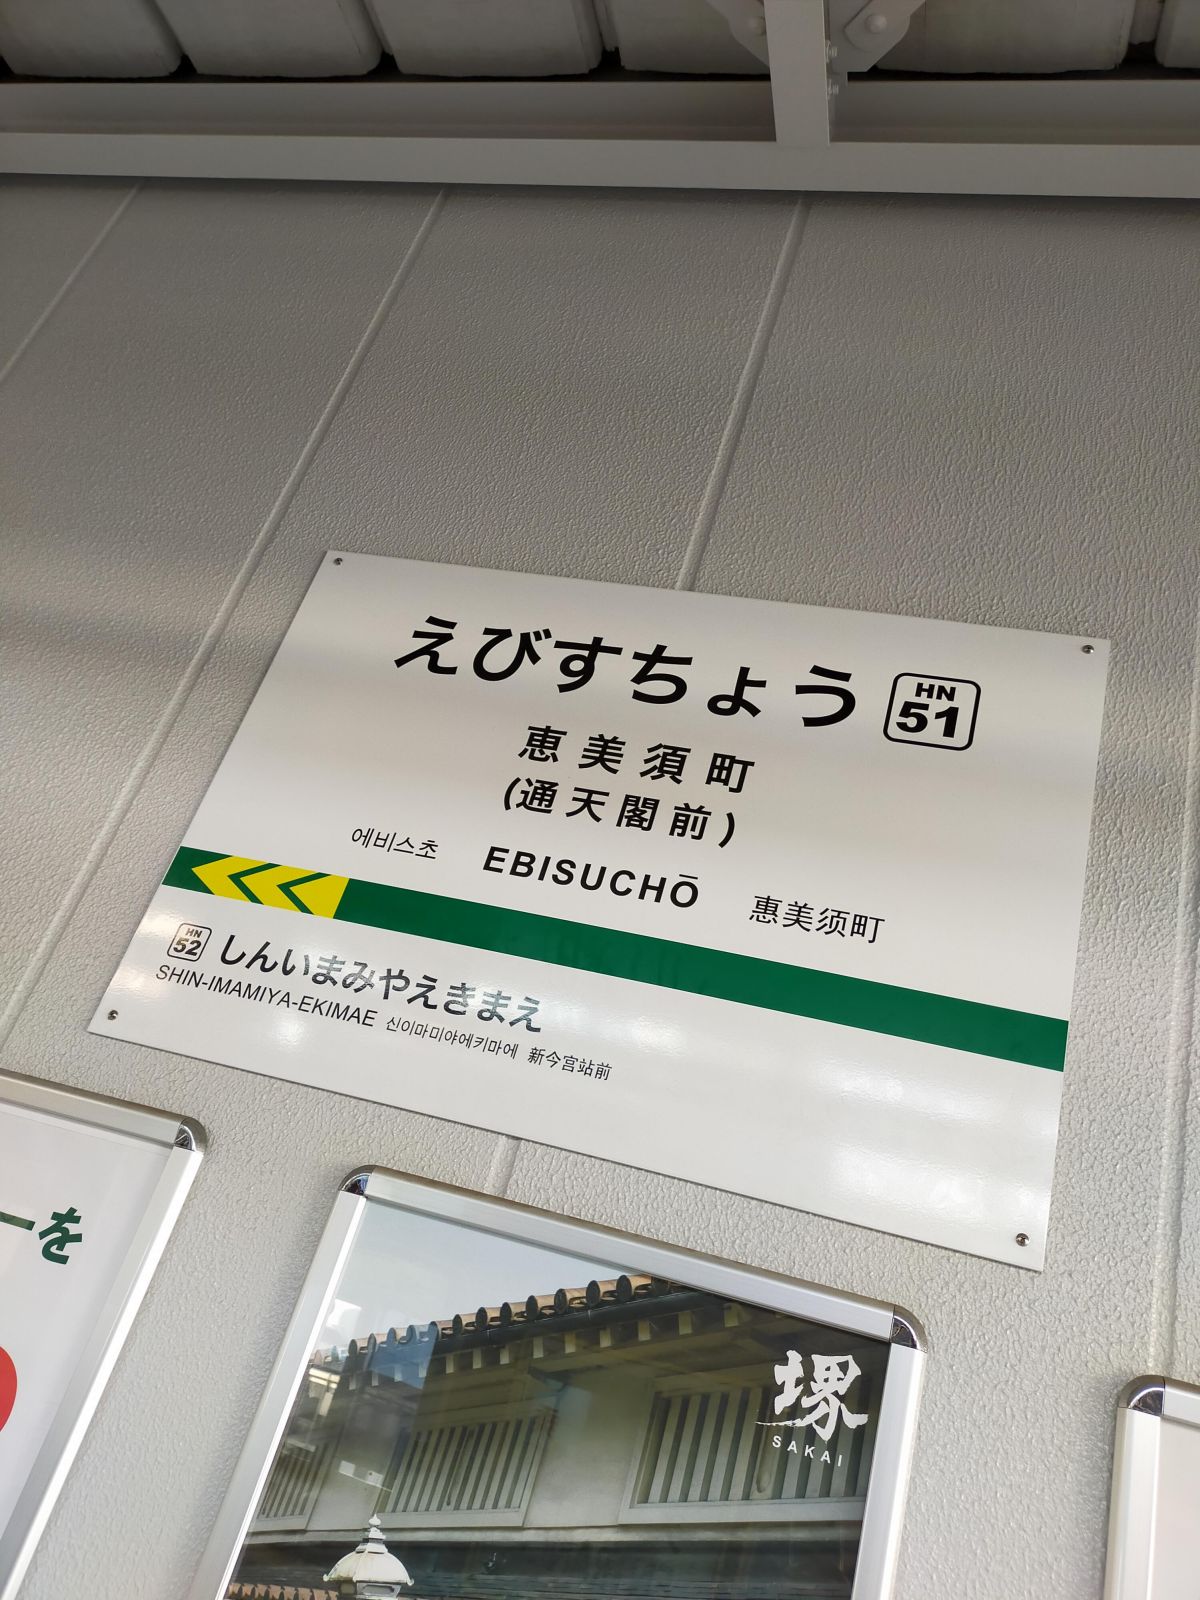 えびすちょう HN 51
恵美須町
(通天閣前)
에비스초 EBISUCHŌ 惠美须町
HN 52 しんいまみやえきまえ
SHIN-IMAMIYA-EKIMAE 신이마미야에키마에 新今宫站前
ーを
堺
SAKAI